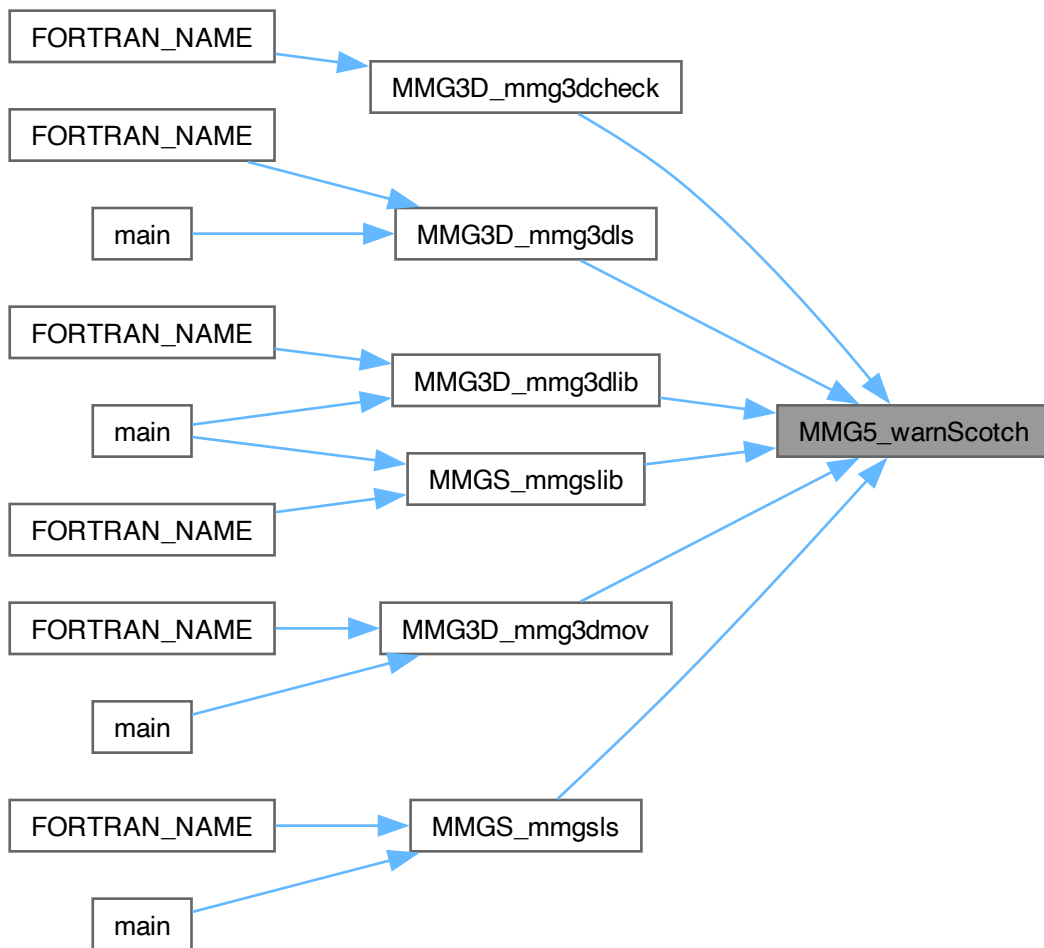 FORTRAN_NAME
MMG3D_mmg3dcheck
FORTRAN_NAME
main
MMG3D_mmg3dls
FORTRAN_NAME
MMG3D_mmg3dlib
main
MMG5_warnScotch
MMGS_mmgslib
FORTRAN_NAME
FORTRAN_NAME
MMG3D_mmg3dmov
main
FORTRAN_NAME
MMGS_mmgsls
main